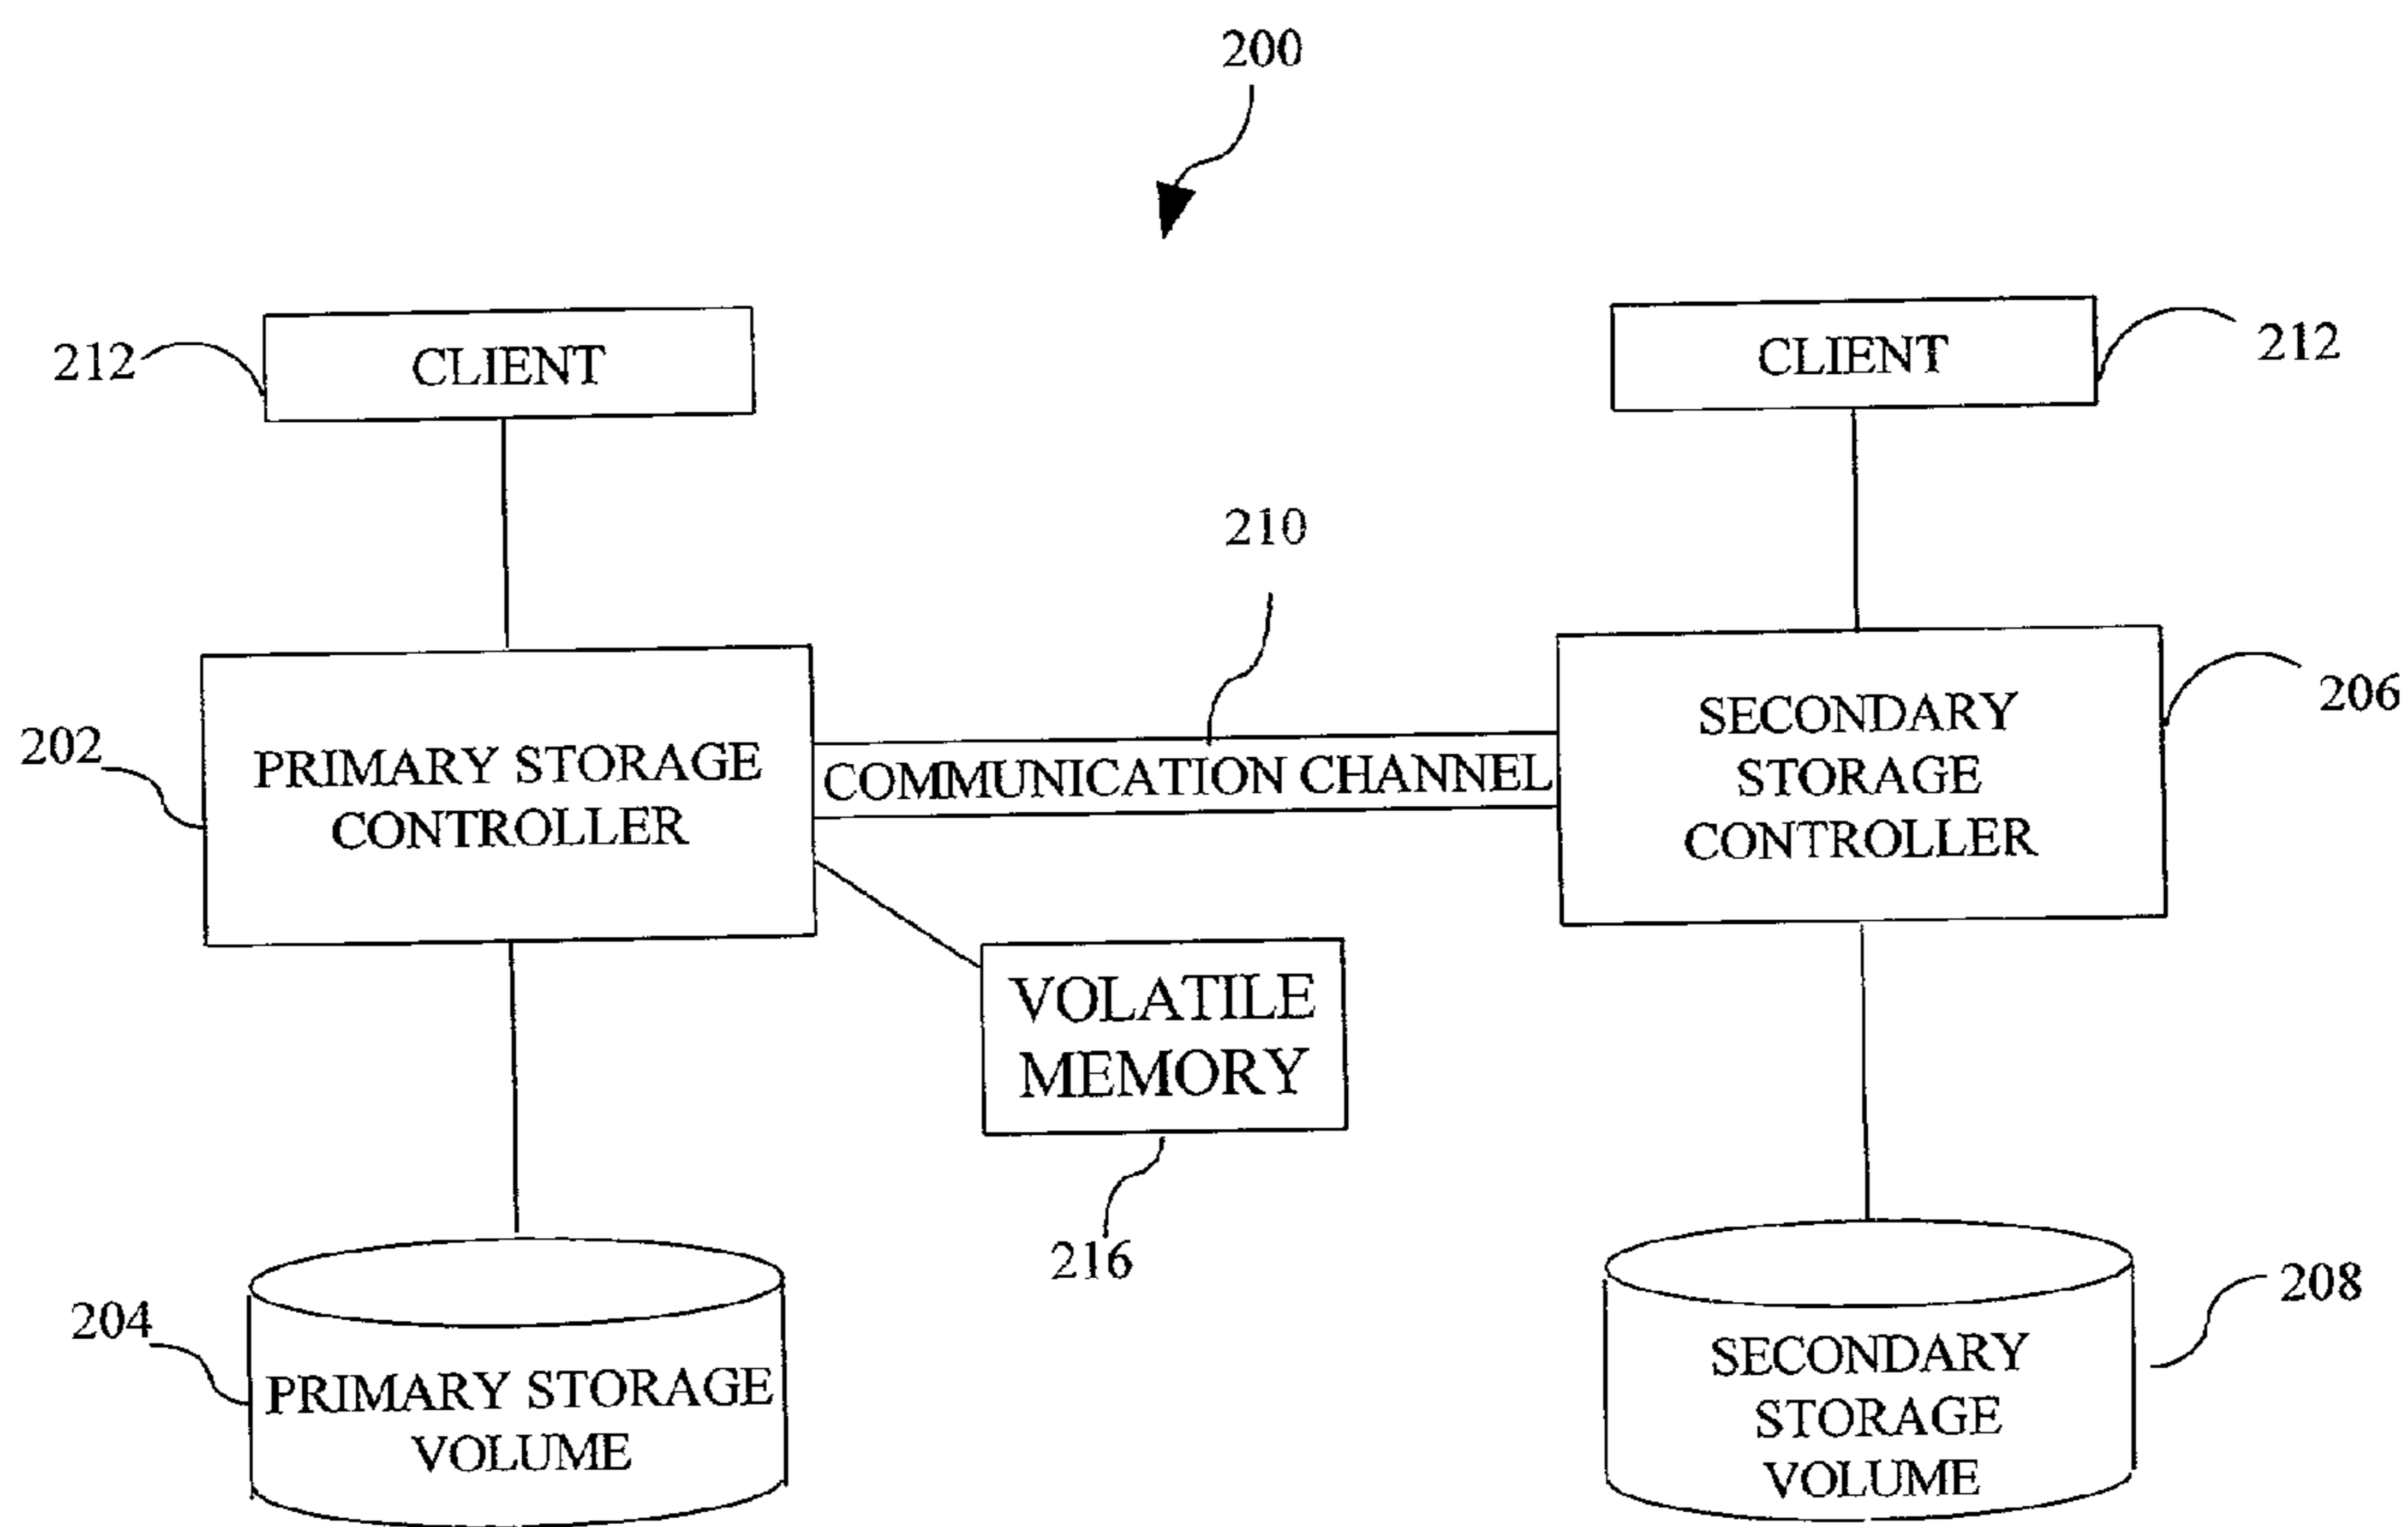 200
212
CLIENT
CLIENT
212
210
202
PRIMARY STORAGE
CONTROLLER
COMMUNICATION CHANNEL
SECONDARY
STORAGE
CONTROLLER
206
VOLATILE
MEMORY
216
204
PRIMARY STORAGE
VOLUME
SECONDARY
STORAGE
VOLUME
208